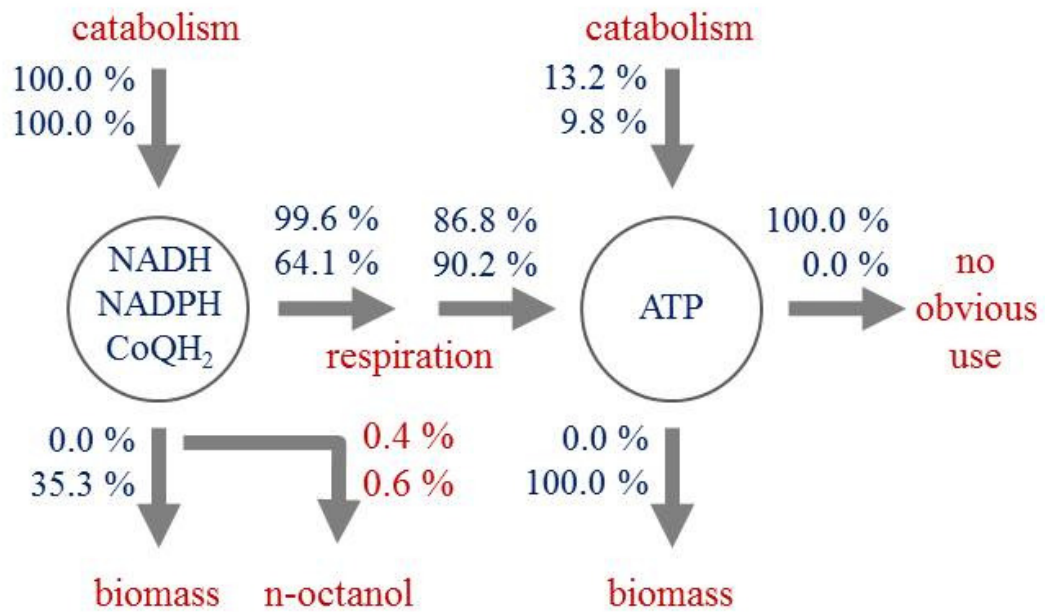 catabolism
100.0 %
100.0 %
catabolism
13.2 %
9.8 %
NADH
NADPH
CoQH₂
99.6 %
64.1 %
86.8 %
90.2 %
respiration
ATP
100.0 %
0.0 %
no
obvious
use
0.0 %
35.3 %
0.4 %
0.6 %
0.0 %
100.0 %
biomass
n-octanol
biomass